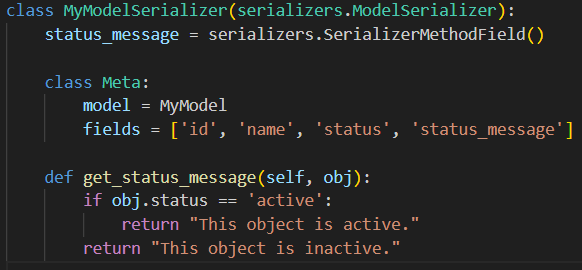 class MyModelSerializer(serializers.ModelSerializer):
    status_message = serializers.SerializerMethodField()

    class Meta:
        model = MyModel
        fields = ['id', 'name', 'status', 'status_message']

    def get_status_message(self, obj):
        if obj.status == 'active':
            return "This object is active."
        return "This object is inactive."